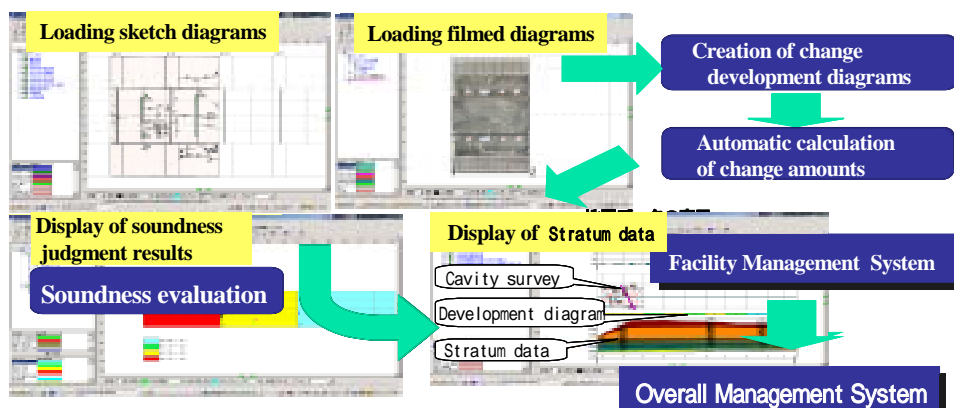 Loading sketch diagrams
Loading filmed diagrams
Creation of change
development diagrams
Automatic calculation
of change amounts
Display of soundness
judgment results
Soundness evaluation
Display of Stratum data
Cavity survey
Development diagram
Stratum data
Facility Management System
Overall Management System